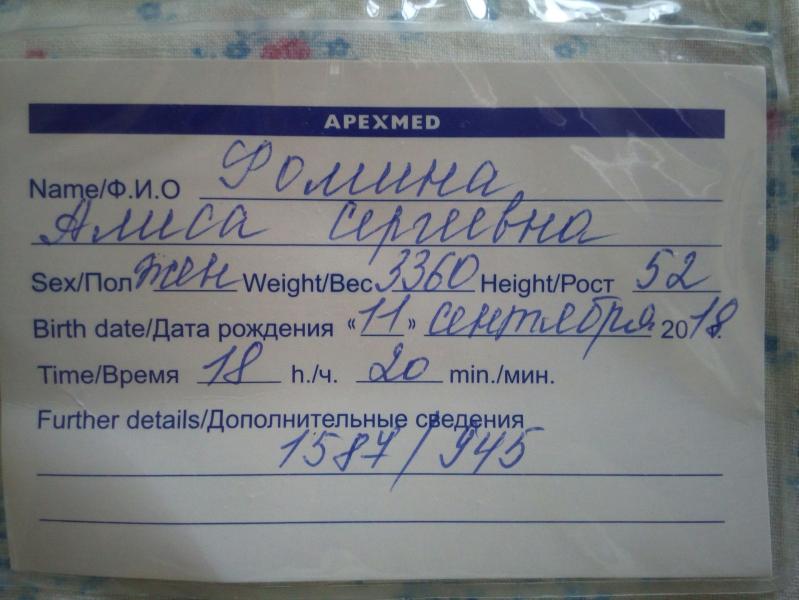 APEXMED
Name/Ф.И.О Фомина
Алиса Сергеевна
Sex/Пол жен Weight/Вес 3360 Height/Рост 52
Birth date/Дата рождения «11» сентября 2018.
Time/Время 18 h./ч. 20 min./мин.
Further details/Дополнительные сведения
1587/945